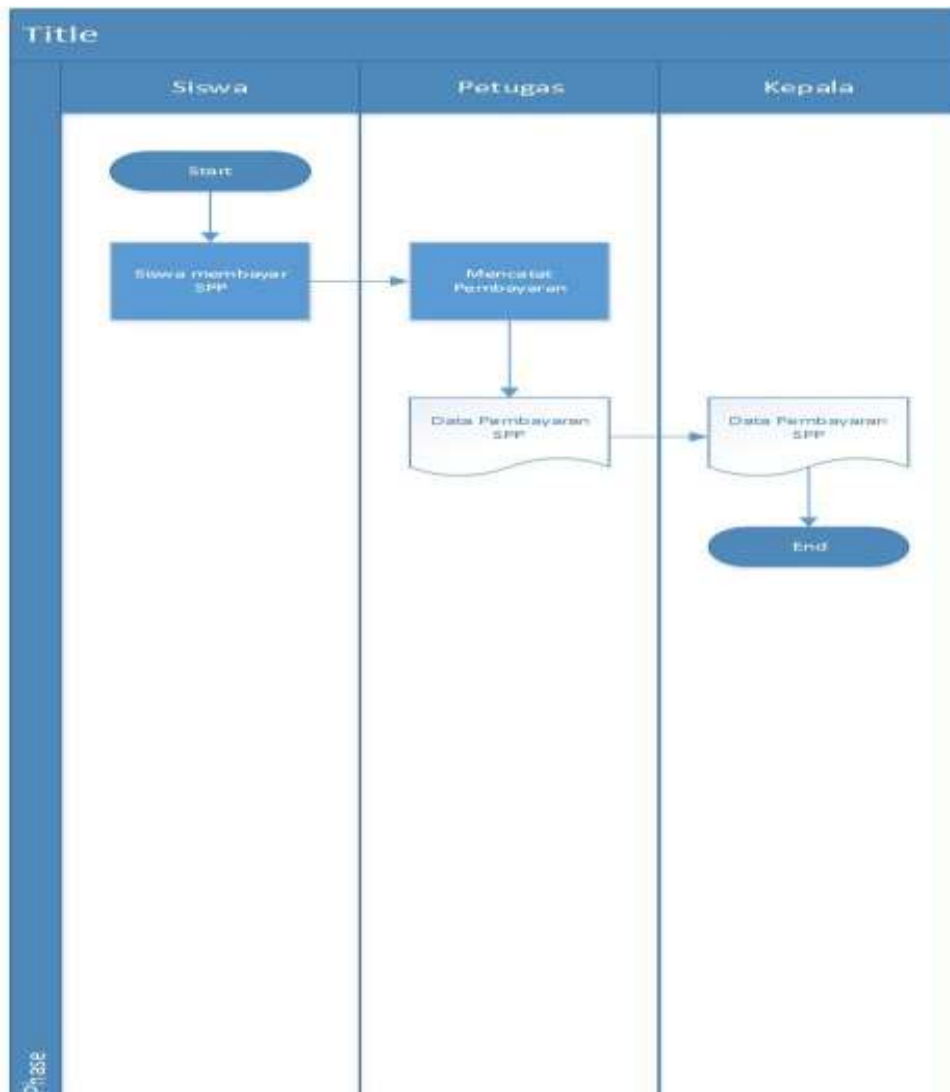 Title
Siswa
Petugas
Kepala
Start
Siswa membayar
SPP
Mencatat
Pembayaran
Data Pembayaran
SPP
Data Pembayaran
SPP
End
Phase